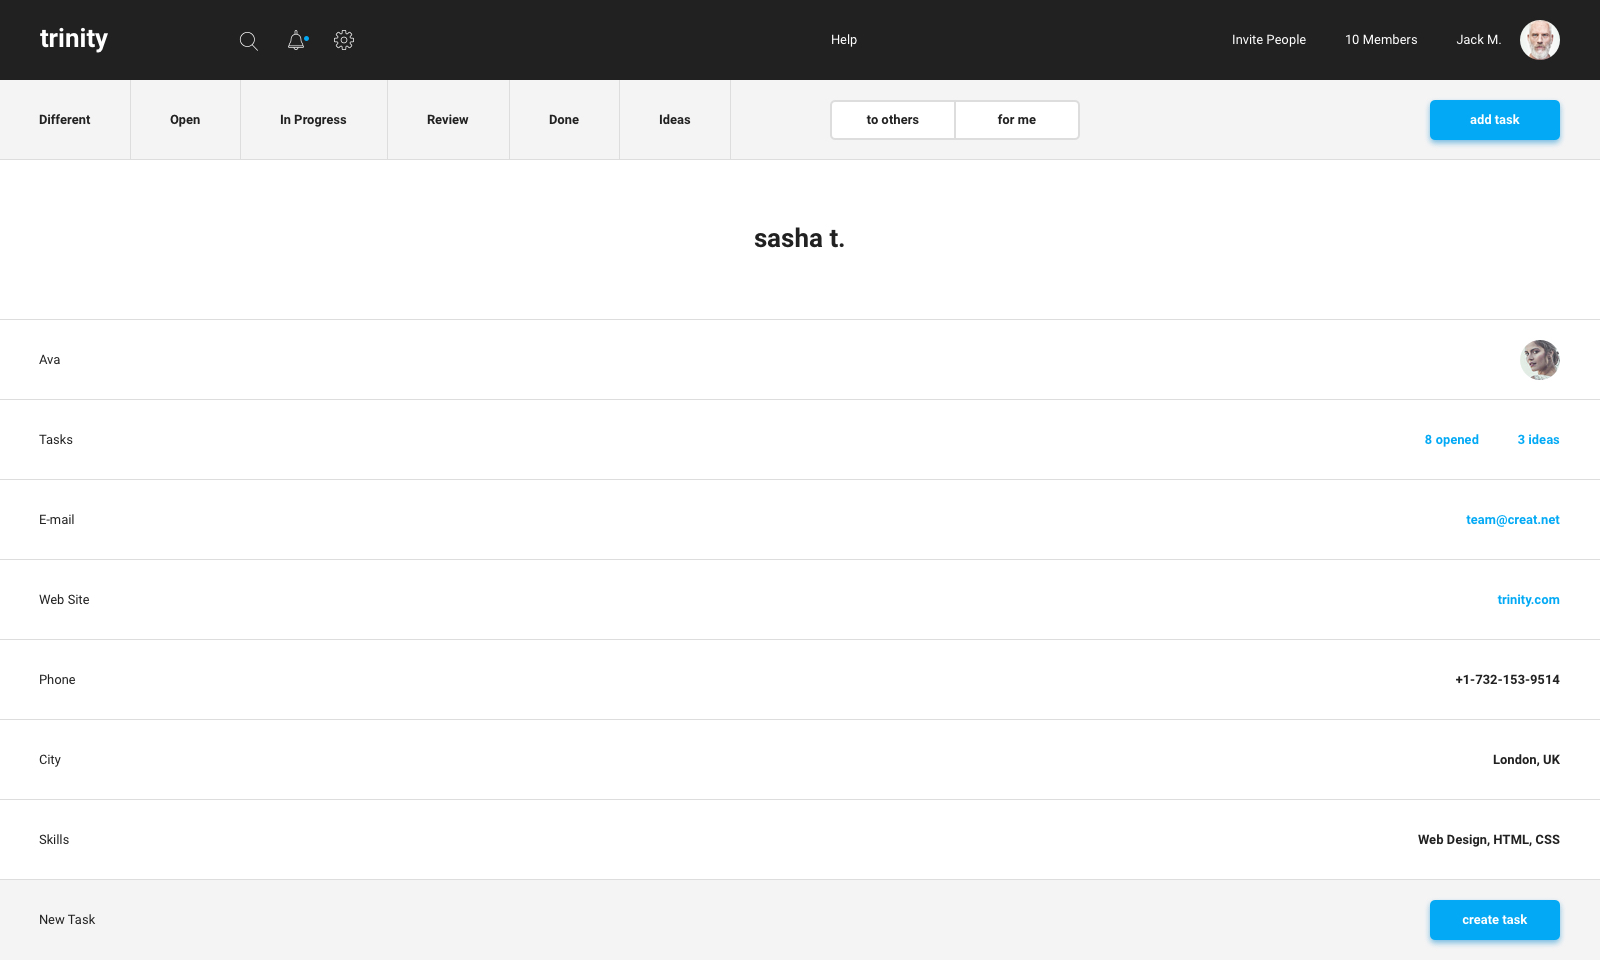 trinity
Help
Invite People
10 Members
Jack M.
Different
Open
In Progress
Review
Done
Ideas
to others
for me
add task
sasha t.
Ava
Tasks
8 opened
3 ideas
E-mail
team@creat.net
Web Site
trinity.com
Phone
+1-732-153-9514
City
London, UK
Skills
Web Design, HTML, CSS
New Task
create task